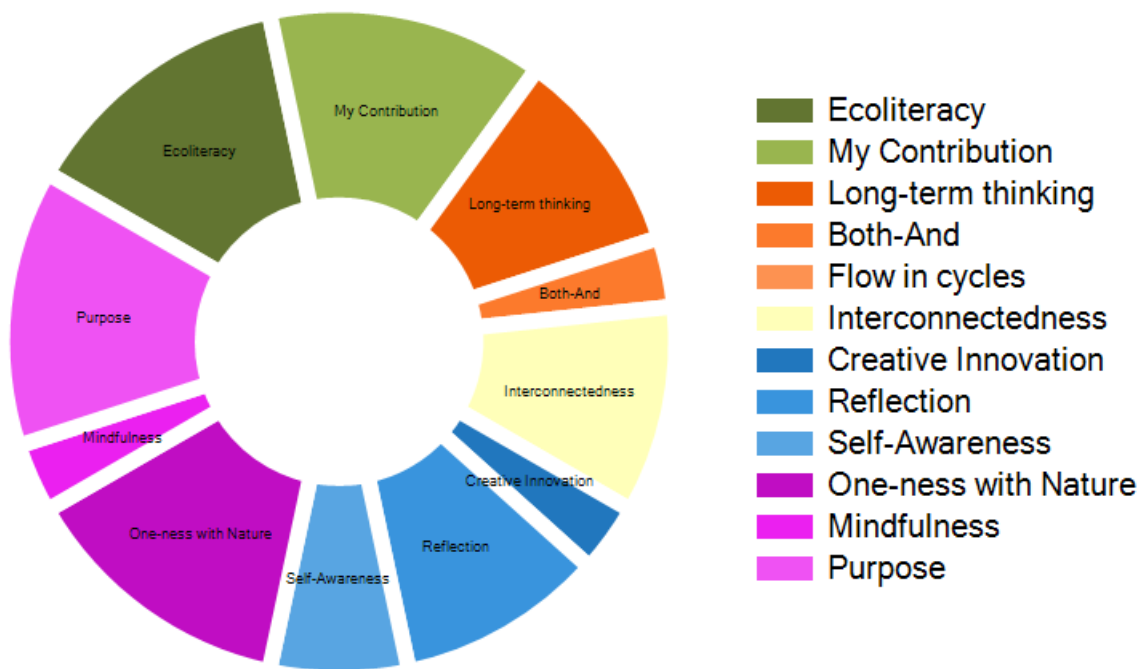 My Contribution
Ecoliteracy
Long-term thinking
Both-And
Purpose
Interconnectedness
Mindfulness
Creative Innovation
One-ness with Nature
Reflection
Self-Awareness
Ecoliteracy
My Contribution
Long-term thinking
Both-And
Flow in cycles
Interconnectedness
Creative Innovation
Reflection
Self-Awareness
One-ness with Nature
Mindfulness
Purpose